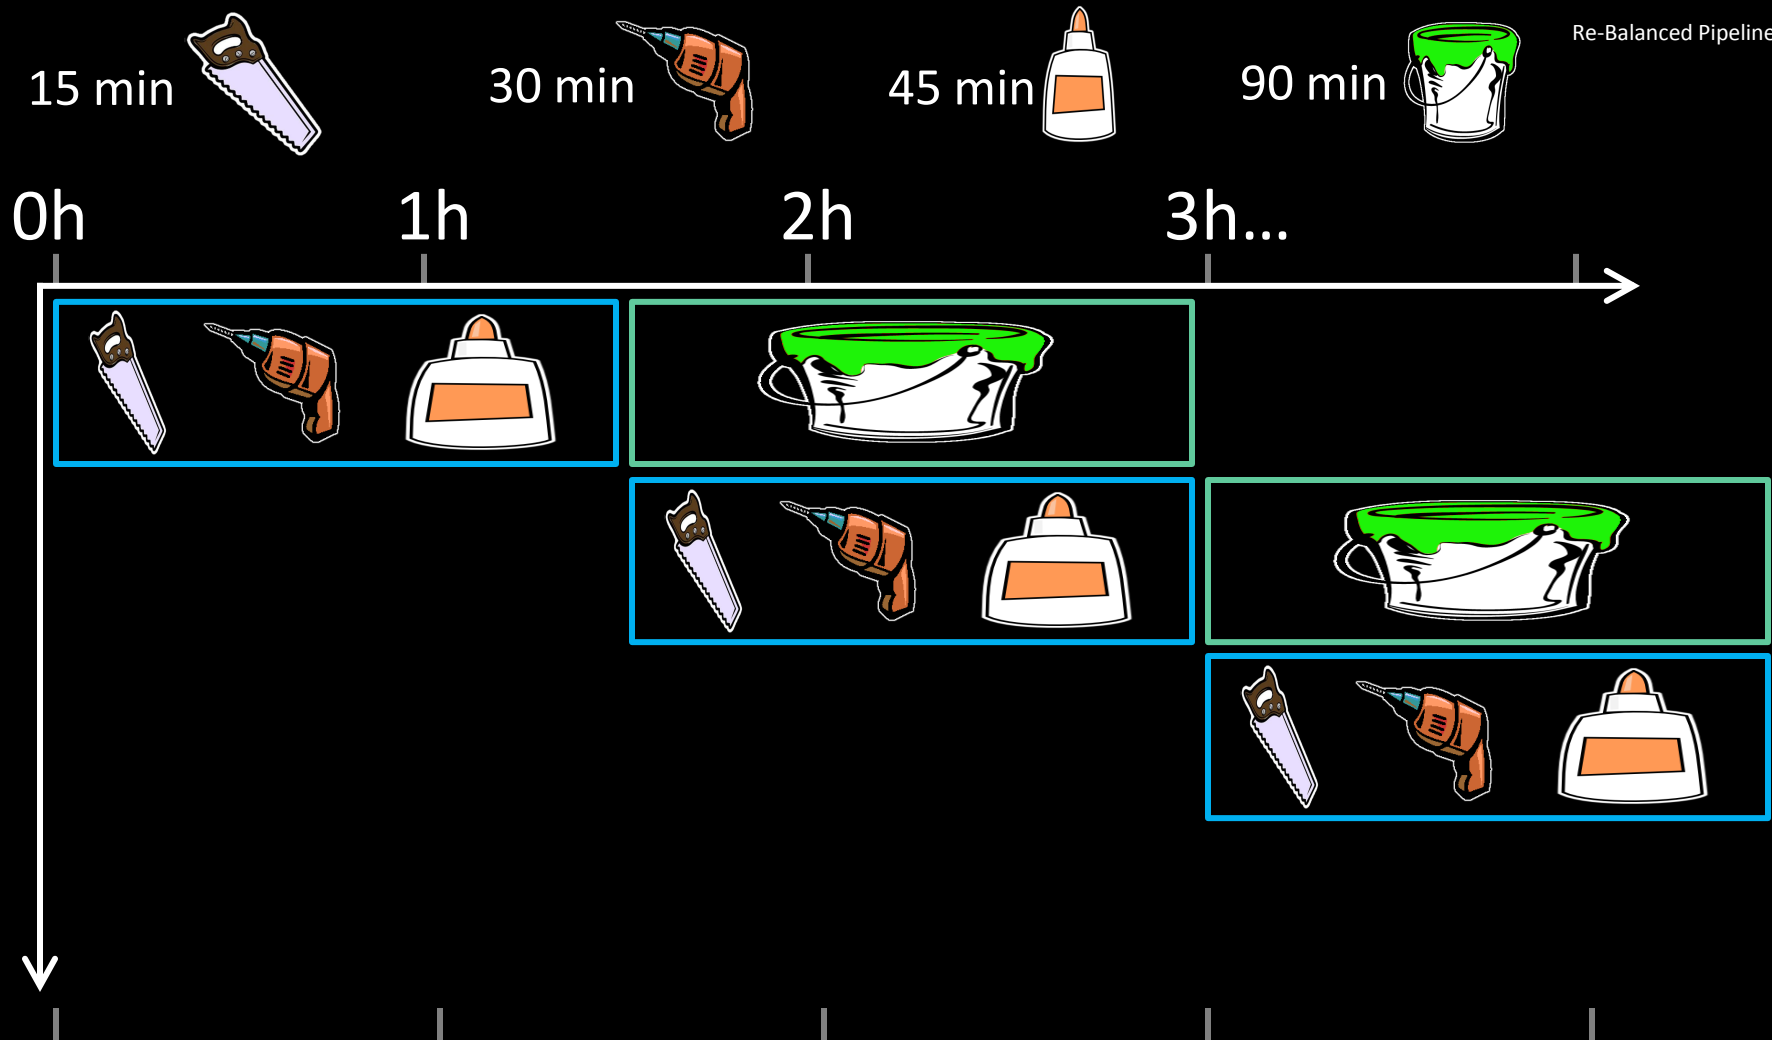 Re-Balanced Pipeline
15 min
30 min
45 min
90 min
0h
1h
2h
3h...